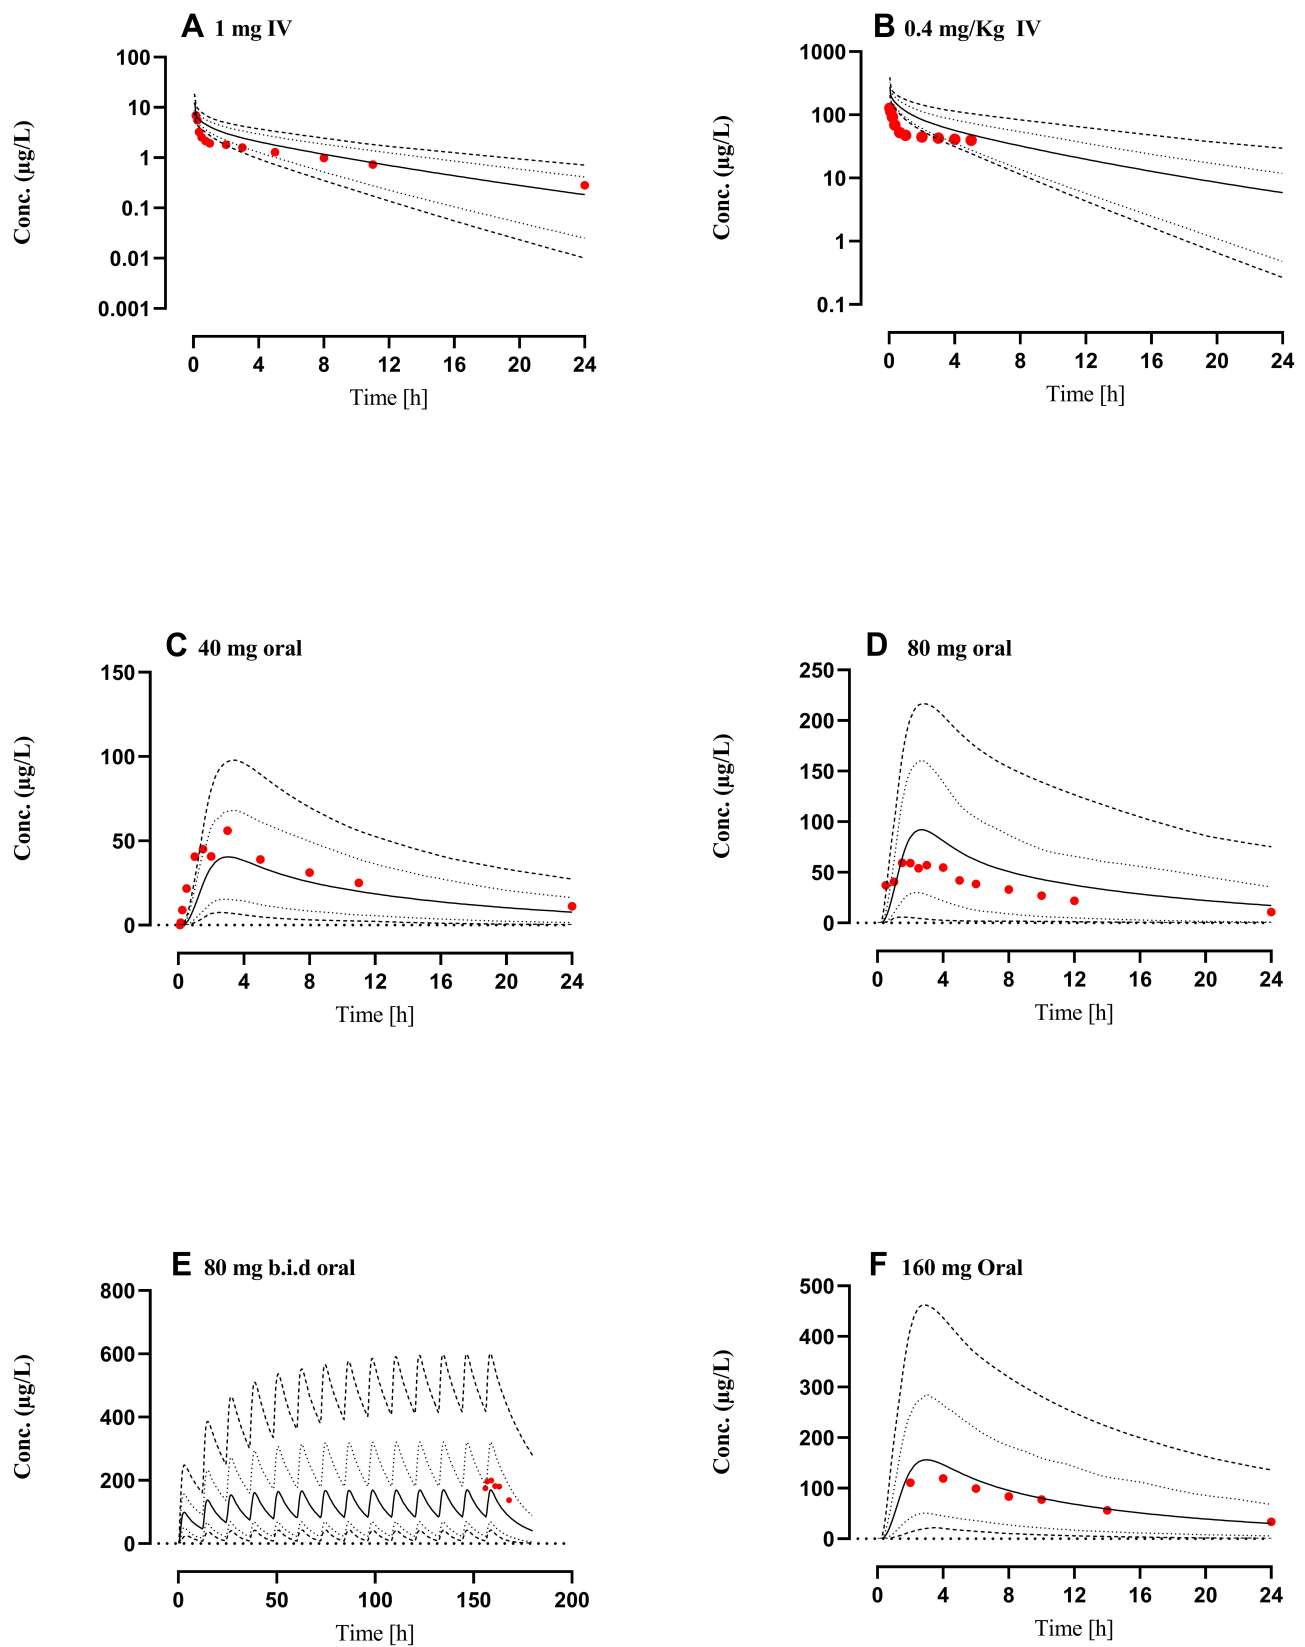 A 1 mg IV
Conc. (µg/L)
100
10
1
0.1
0.01
0.001
0 4 8 12 16 20 24
Time [h]
B 0.4 mg/Kg IV
Conc. (µg/L)
1000
100
10
1
0.1
0 4 8 12 16 20 24
Time [h]
C 40 mg oral
Conc. (µg/L)
150
100
50
0
0 4 8 12 16 20 24
Time [h]
D 80 mg oral
Conc. (µg/L)
250
200
150
100
50
0
0 4 8 12 16 20 24
Time [h]
E 80 mg b.i.d oral
Conc. (µg/L)
800
600
400
200
0
0 50 100 150 200
Time [h]
F 160 mg Oral
Conc. (µg/L)
500
400
300
200
100
0
0 4 8 12 16 20 24
Time [h]